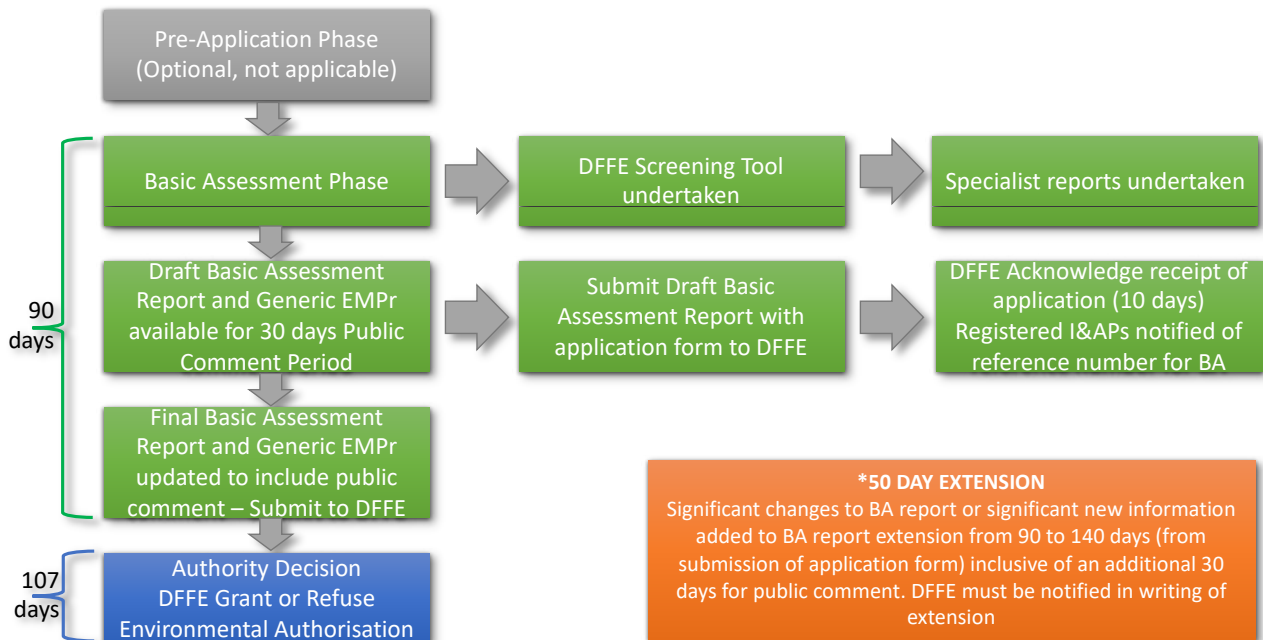 Pre-Application Phase
(Optional, not applicable)
Basic Assessment Phase
DFFE Screening Tool
undertaken
Specialist reports undertaken
90
days
Draft Basic Assessment
Report and Generic EMPr
available for 30 days Public
Comment Period
Submit Draft Basic
Assessment Report with
application form to DFFE
DFFE Acknowledge receipt of
application (10 days)
Registered I&APs notified of
reference number for BA
Final Basic Assessment
Report and Generic EMPr
updated to include public
comment – Submit to DFFE
*50 DAY EXTENSION
Significant changes to BA report or significant new information
added to BA report extension from 90 to 140 days (from
submission of application form) inclusive of an additional 30
days for public comment. DFFE must be notified in writing of
extension
107
days
Authority Decision
DFFE Grant or Refuse
Environmental Authorisation